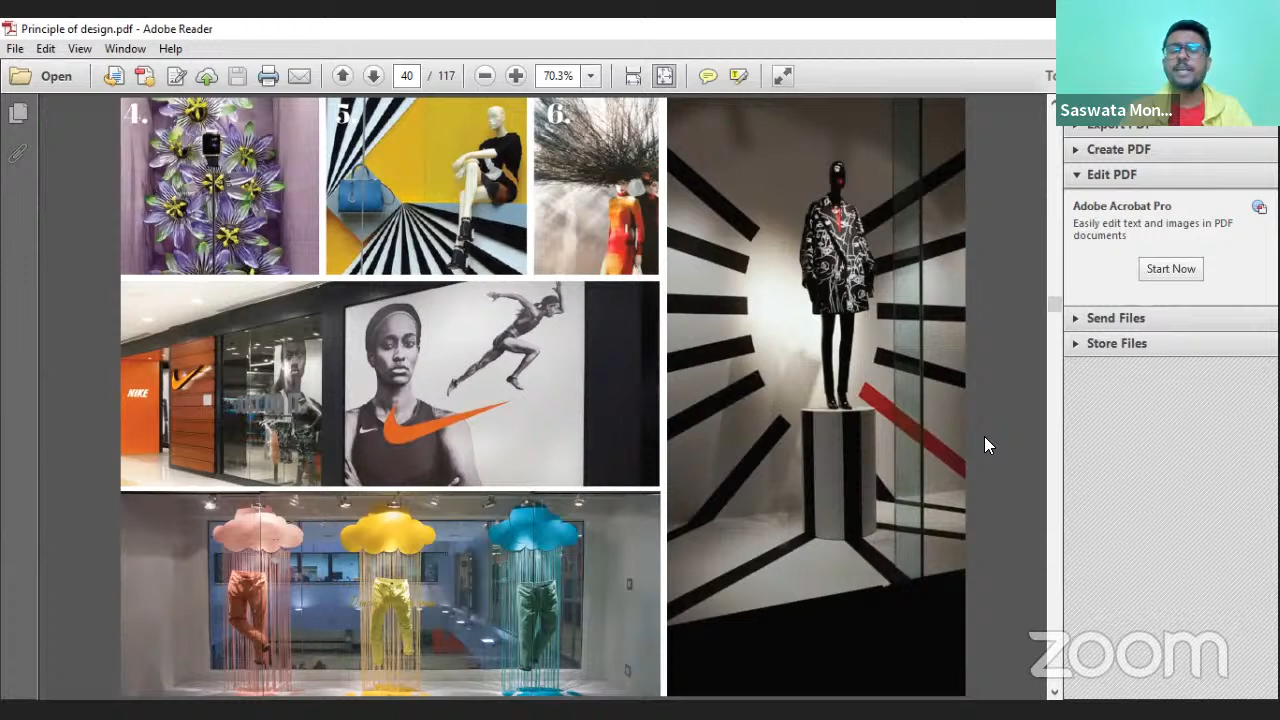 Principle of design.pdf - Adobe Reader
File Edit View Window Help
Open
40 / 117
70.3%
Saswata Mon...
Create PDF
Edit PDF
Adobe Acrobat Pro
Easily edit text and images in PDF
documents
Start Now
Send Files
Store Files
4.
5.
6.
NIKE
zoom